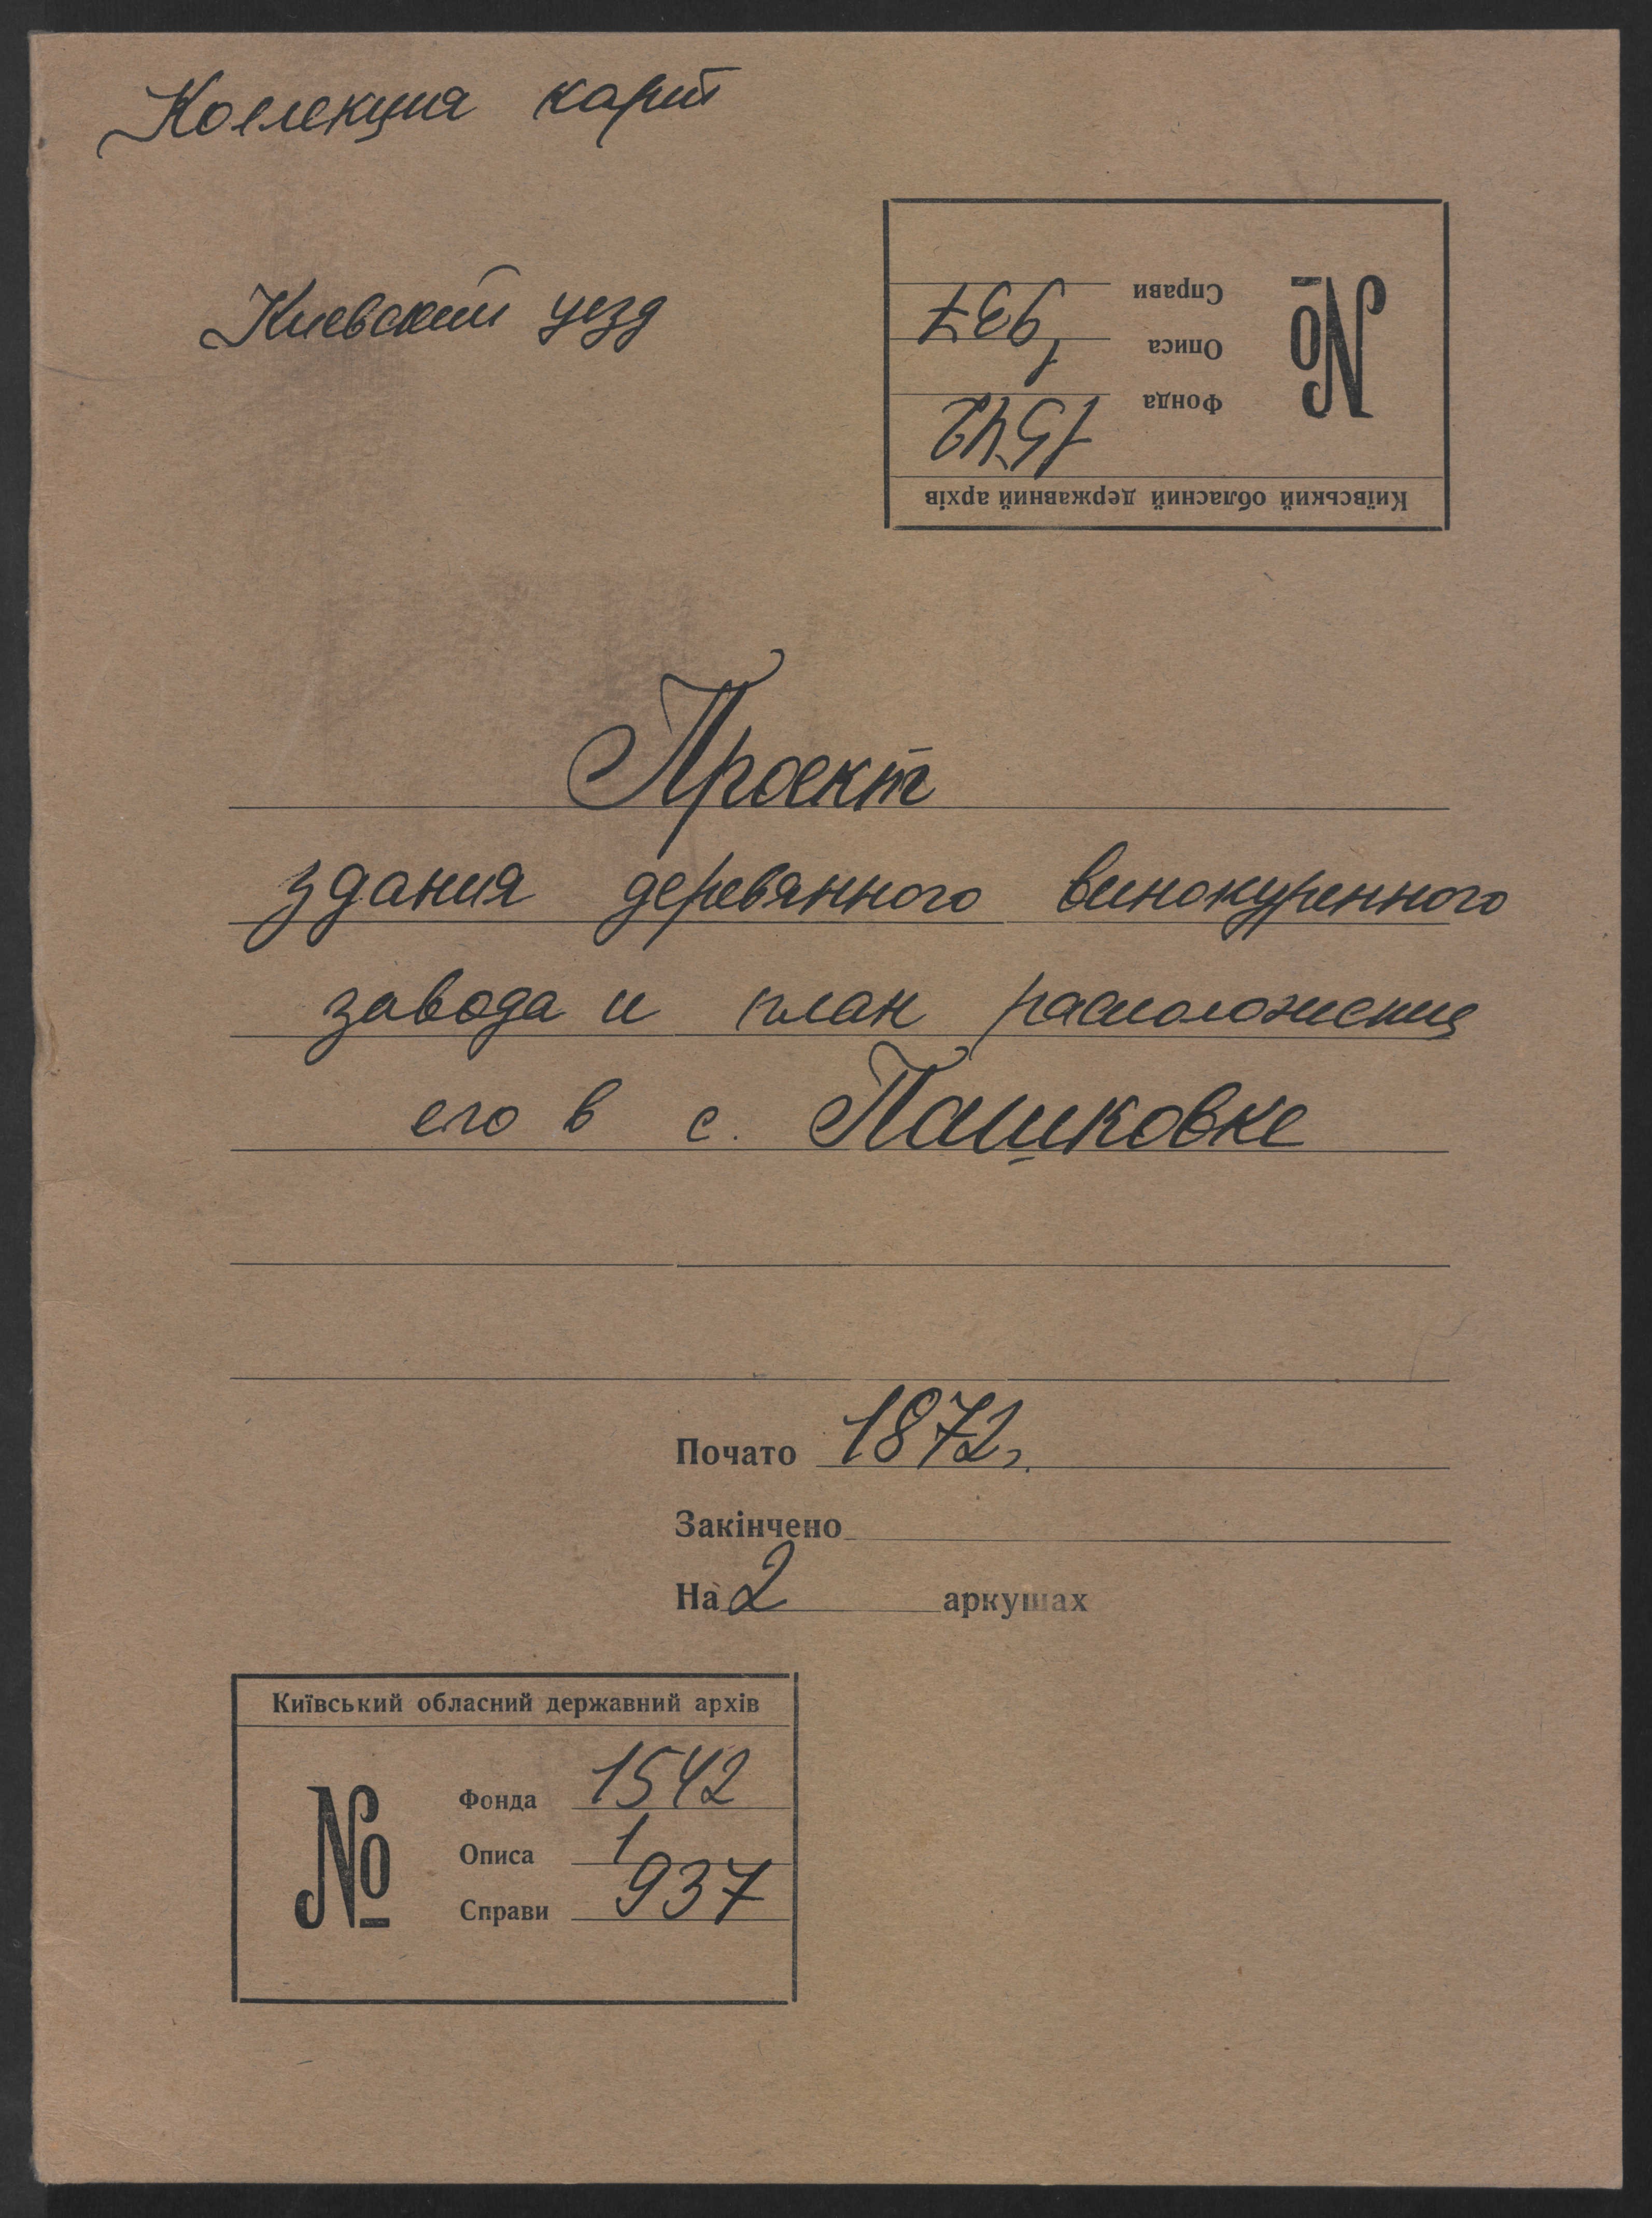 Коллекция карт
Киевский уезд
Київський обласний державний архів
№
Фонда 1542
Описа 1
Справи 937
Проект
здания деревянного винокуренного
завода и план расположения
его в с. Пашковке
Почато 1872г.
Закінчено
На 2 аркушах
Київський обласний державний архів
№
Фонда 1542
Описа 1
Справи 937